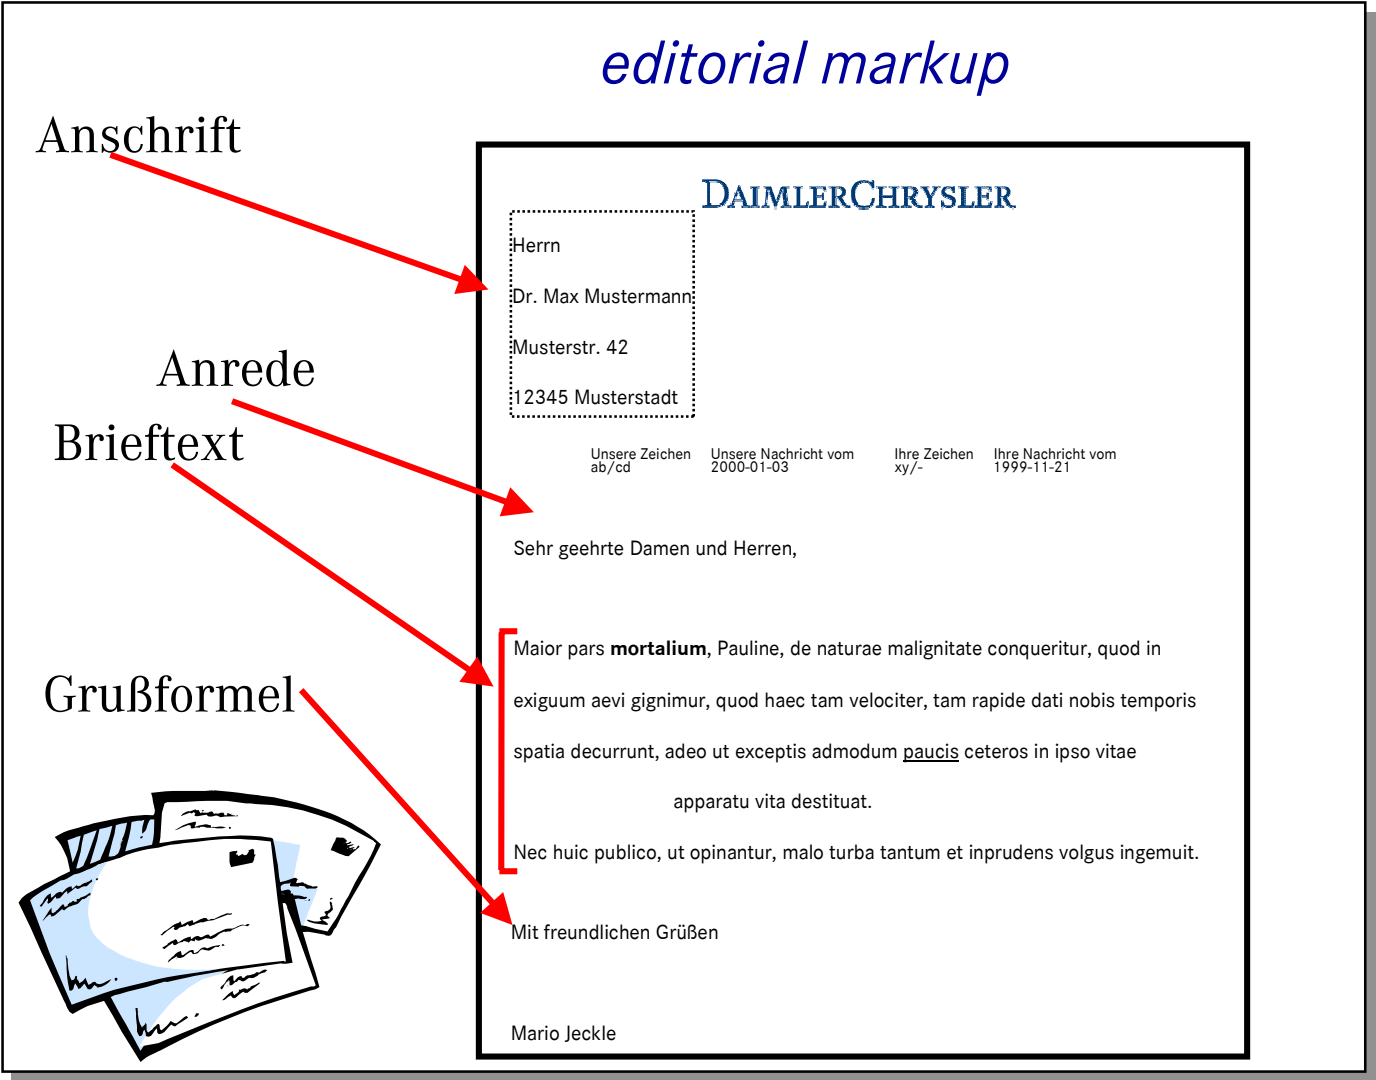 editorial markup
Anschrift
DAIMLERCHRYSLER
Herrn
Dr. Max Mustermann
Musterstr. 42
Anrede
12345 Musterstadt
Brieftext
Unsere Zeichen Unsere Nachricht vom Ihre Zeichen Ihre Nachricht vom
ab/cd 2000-01-03 xy/- 1999-11-21
Sehr geehrte Damen und Herren,
Maior pars mortalium, Pauline, de naturae malignitate conqueritur, quod in
Grußformel
exiguum aevi gignimur, quod haec tam velociter, tam rapide dati nobis temporis
spatia decurrunt, adeo ut exceptis admodum paucis ceteros in ipso vitae
apparatu vita destituat.
Nec huic publico, ut opinantur, malo turba tantum et inprudens volgus ingemuit.
Mit freundlichen Grüßen
Mario Jeckle